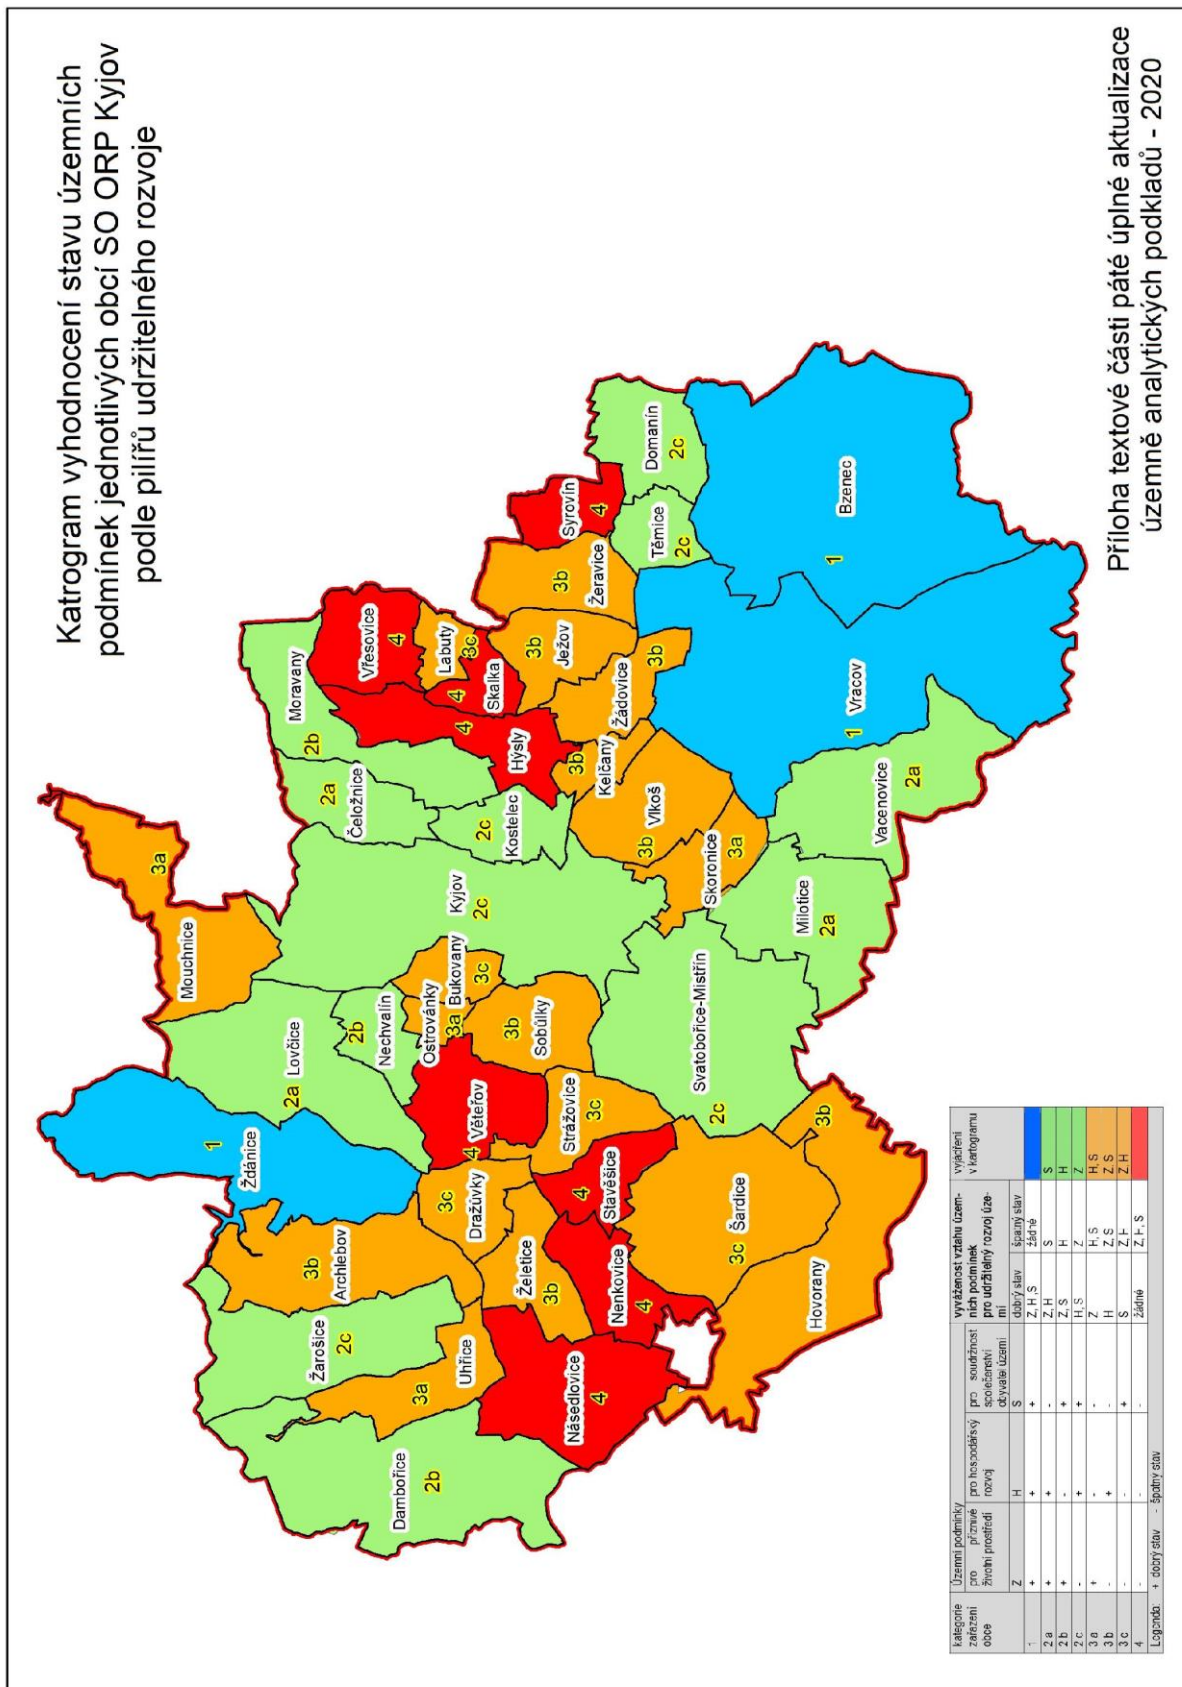 Katrogram vyhodnocení stavu územních
podmínek jednotlivých obcí SO ORP Kyjov
podle pilířů udržitelného rozvoje
Mouchnice
3a
Ždánice
1
Lovčice
2a
Moravany
2b
Čeložnice
2a
Vřesovice
4
Labuty
3c
Skalka
4
Hýsly
4
Kostelec
2c
Kyjov
2c
Nechvalín
2b
Ostrovánky
3a
Bukovany
3c
Věteřov
4
Sobůlky
3b
Strážovice
3c
Stavěšice
4
Dražůvky
3c
Archlebov
3b
Žarošice
2c
Uhřice
3a
Dambořice
2b
Násedlovice
4
Želetice
3b
Nenkovice
4
Šardice
3c
Hovorany
3b
Svatobořice-Mistřín
2c
Milotice
2a
Vacenovice
2a
Skoronice
3a
Vlkoš
3b
Kelčany
3b
Žádovice
3b
Ježov
3b
Žeravice
3b
Syrovín
4
Těmice
2c
Domanín
2c
Vracov
1
Bzenec
1
kategorie zařazení obce
Územní podmínky
pro příznivé životní prostředí
pro hospodářský rozvoj
pro soudržnost společenství obyvatel území
vyváženost vztahu územních podmínek pro udržitelný rozvoj území
vyjádření v kartogramu
Z H S dobrý stav špatný stav
1 + + + Z, H, S žádné
2 a + + - Z, H S S
2 b + - + Z, S H H
2 c - + + H, S Z Z
3 a + - - Z H, S H, S
3 b - + - H Z, S Z, S
3 c - - + S Z, H Z, H
4 - - - žádné Z, H, S
Legenda: + dobrý stav - špatný stav
Příloha textové části páté úplné aktualizace
územně analytických podkladů - 2020